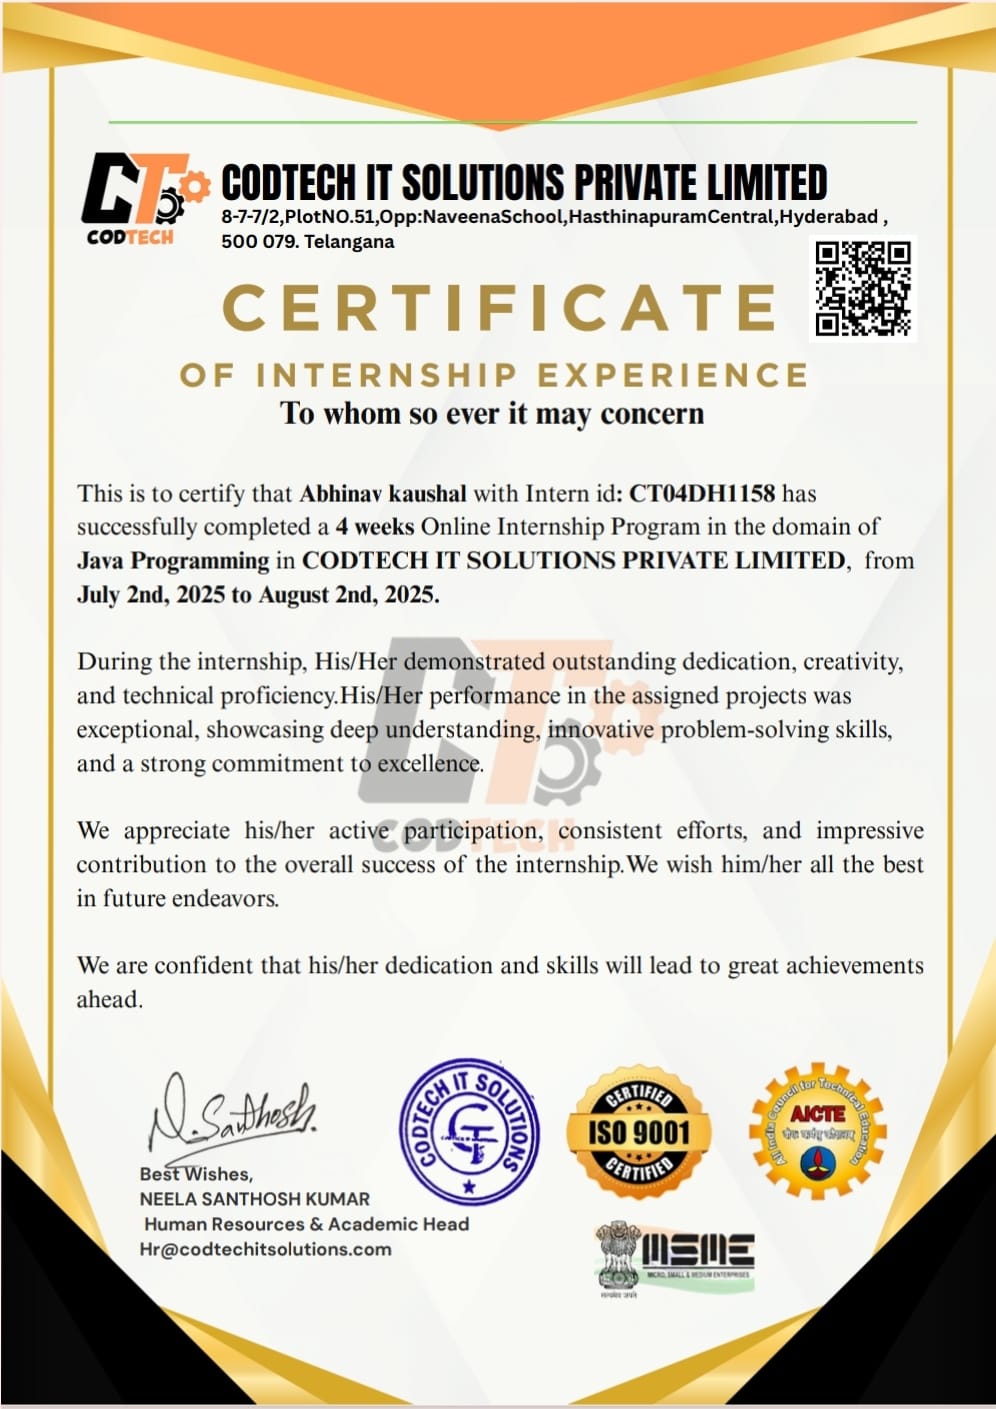 CODTECH
CODTECH IT SOLUTIONS PRIVATE LIMITED
8-7-7/2,PlotNO.51,Opp:NaveenaSchool,HasthinapuramCentral,Hyderabad ,
500 079. Telangana
CERTIFICATE
OF INTERNSHIP EXPERIENCE
To whom so ever it may concern
This is to certify that Abhinav kaushal with Intern id: CT04DH1158 has
successfully completed a 4 weeks Online Internship Program in the domain of
Java Programming in CODTECH IT SOLUTIONS PRIVATE LIMITED, from
July 2nd, 2025 to August 2nd, 2025.
During the internship, His/Her demonstrated outstanding dedication, creativity,
and technical proficiency.His/Her performance in the assigned projects was
exceptional, showcasing deep understanding, innovative problem-solving skills,
and a strong commitment to excellence.
CODTECH
We appreciate his/her active participation, consistent efforts, and impressive
contribution to the overall success of the internship.We wish him/her all the best
in future endeavors.
We are confident that his/her dedication and skills will lead to great achievements
ahead.
N.Santhosh.
Best Wishes,
NEELA SANTHOSH KUMAR
Human Resources & Academic Head
Hr@codtechitsolutions.com
CODTECH IT SOLUTIONS
CERTIFIED
ISO 9001
CERTIFIED
All India Council for Technical Education
AICTE
MSME
MICRO, SMALL & MEDIUM ENTERPRISES
सत्यमेव जयते